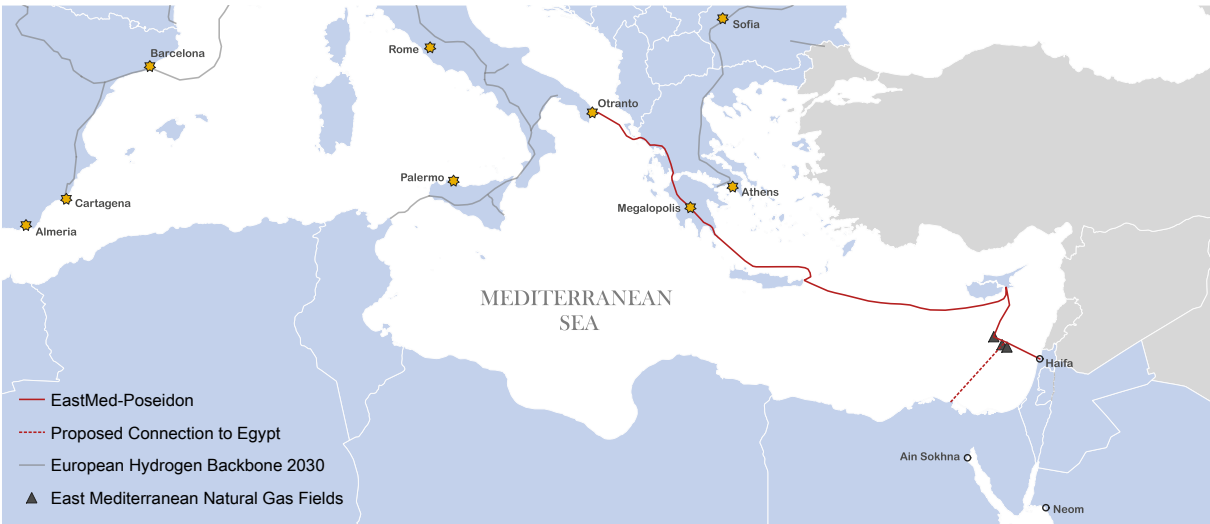 Sofia
Rome
Barcelona
Otranto
Palermo
Athens
Cartagena
Megalopolis
Almeria
MEDITERRANEAN
SEA
Haifa
EastMed-Poseidon
Proposed Connection to Egypt
European Hydrogen Backbone 2030
Ain Sokhna
East Mediterranean Natural Gas Fields
Neom